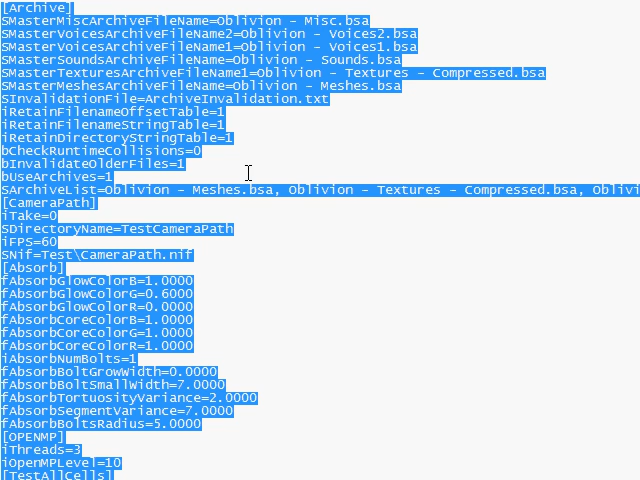 [Archive]
SMasterMiscArchiveFileName=Oblivion - Misc.bsa
SMasterVoicesArchiveFileName2=Oblivion - Voices2.bsa
SMasterVoicesArchiveFileName1=Oblivion - Voices1.bsa
SMasterSoundsArchiveFileName=Oblivion - Sounds.bsa
SMasterTexturesArchiveFileName1=Oblivion - Textures - Compressed.bsa
SMasterMeshesArchiveFileName=Oblivion - Meshes.bsa
SInvalidationFile=ArchiveInvalidation.txt
iRetainFilenameOffsetTable=1
iRetainFilenameStringTable=1
iRetainDirectoryStringTable=1
bCheckRuntimeCollisions=0
bInvalidateOlderFiles=1
bUseArchives=1
SArchiveList=Oblivion - Meshes.bsa, Oblivion - Textures - Compressed.bsa, Oblivi
[CameraPath]
iTake=0
SDirectoryName=TestCameraPath
iFPS=60
SNif=Test\CameraPath.nif
[Absorb]
fAbsorbGlowColorB=1.0000
fAbsorbGlowColorG=0.6000
fAbsorbGlowColorR=0.0000
fAbsorbCoreColorB=1.0000
fAbsorbCoreColorG=1.0000
fAbsorbCoreColorR=1.0000
iAbsorbNumBolts=1
fAbsorbBoltGrowWidth=0.0000
fAbsorbBoltSmallWidth=7.0000
fAbsorbTortuosityVariance=2.0000
fAbsorbSegmentVariance=7.0000
fAbsorbBoltsRadius=5.0000
[OPENMP]
iThreads=3
iOpenMPLevel=10
[TestAllCells]